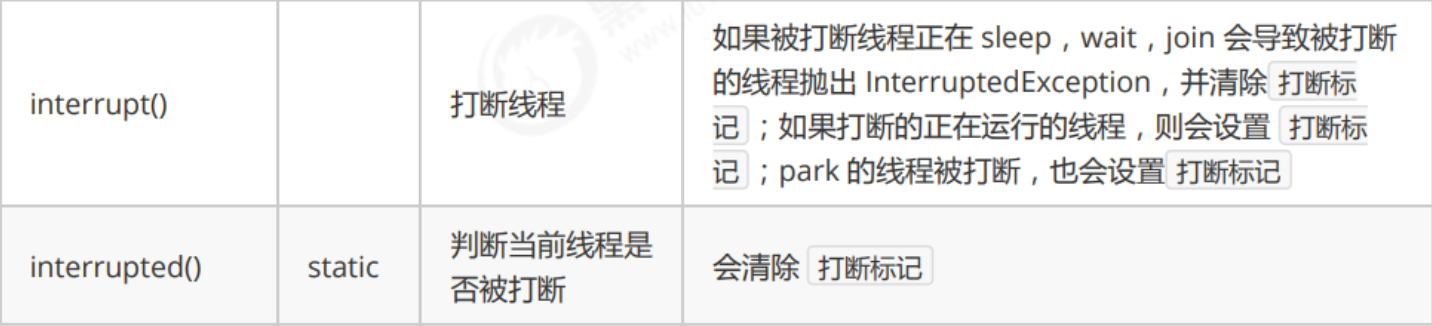 interrupt()
打断线程
如果被打断线程正在 sleep，wait，join 会导致被打断
的线程抛出 InterruptedException，并清除 打断标
记 ；如果打断的正在运行的线程，则会设置 打断标
记 ；park 的线程被打断，也会设置 打断标记
interrupted()
static
判断当前线程是
否被打断
会清除 打断标记